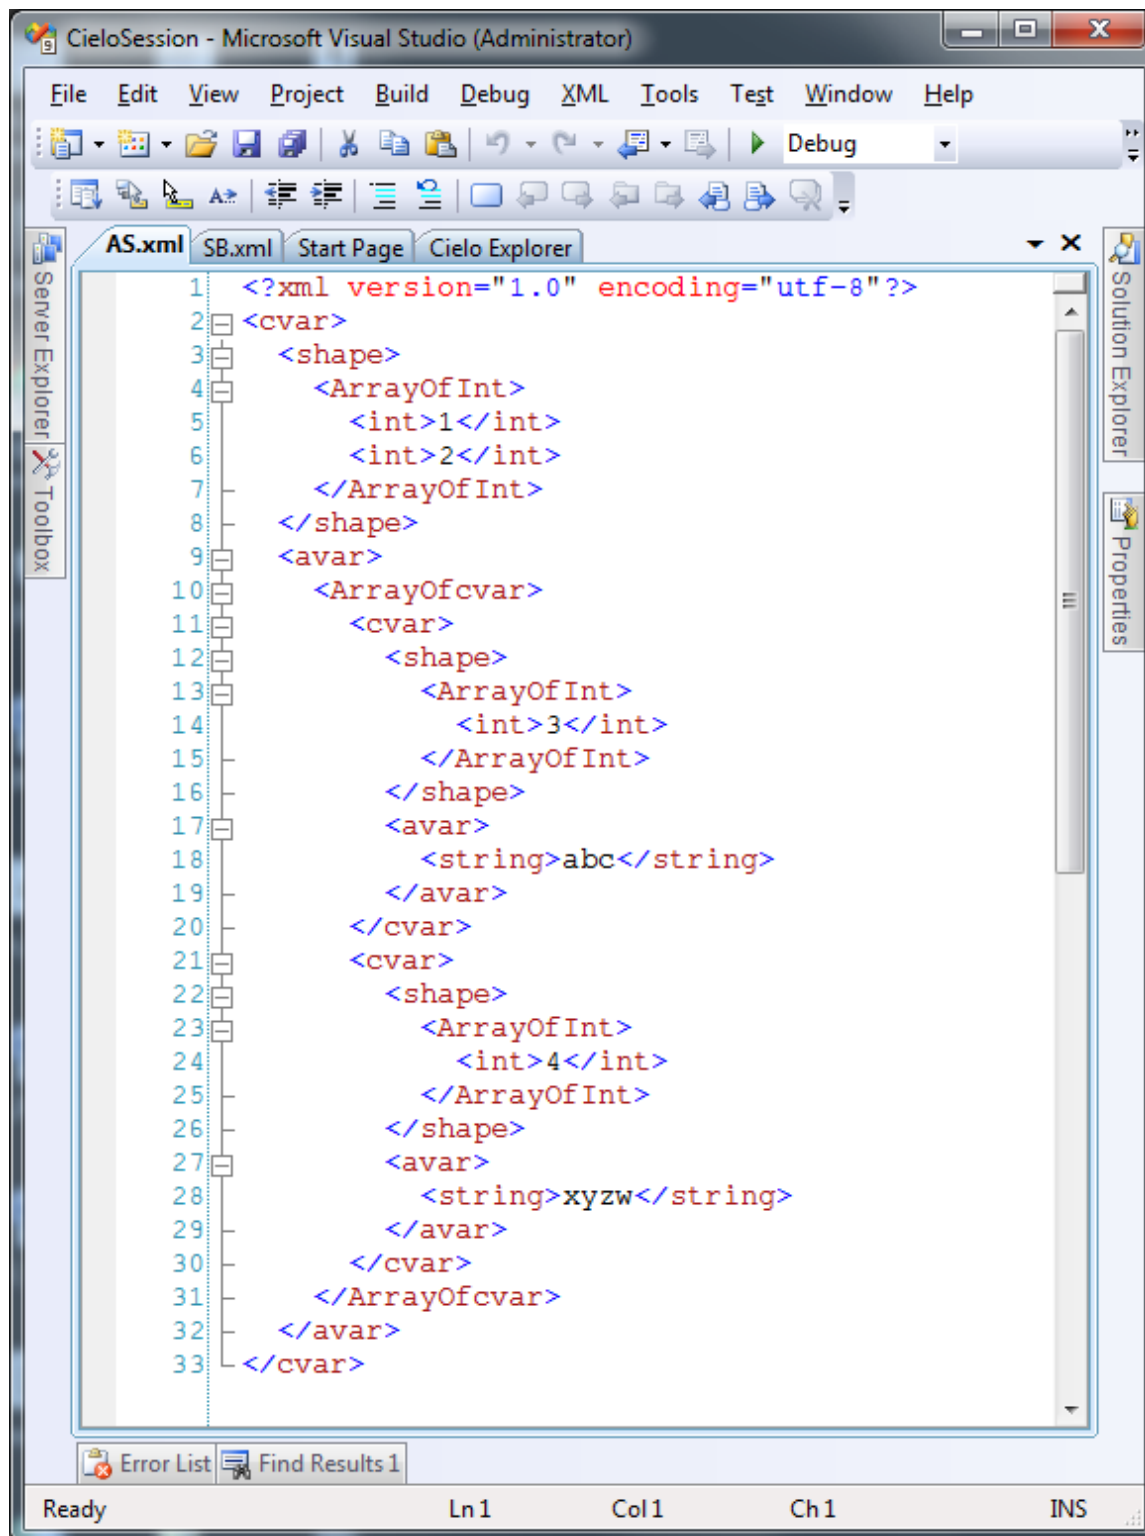 CieloSession - Microsoft Visual Studio (Administrator)
File Edit View Project Build Debug XML Tools Test Window Help
Debug
AS.xml SB.xml Start Page Cielo Explorer
Server Explorer
Toolbox
1 <?xml version="1.0" encoding="utf-8"?>
2 <cvar>
3 <shape>
4 <ArrayOfInt>
5 <int>1</int>
6 <int>2</int>
7 </ArrayOfInt>
8 </shape>
9 <avar>
10 <ArrayOfcvar>
11 <cvar>
12 <shape>
13 <ArrayOfInt>
14 <int>3</int>
15 </ArrayOfInt>
16 </shape>
17 <avar>
18 <string>abc</string>
19 </avar>
20 </cvar>
21 <cvar>
22 <shape>
23 <ArrayOfInt>
24 <int>4</int>
25 </ArrayOfInt>
26 </shape>
27 <avar>
28 <string>xyzw</string>
29 </avar>
30 </cvar>
31 </ArrayOfcvar>
32 </avar>
33 </cvar>
Solution Explorer
Properties
Error List Find Results 1
Ready Ln 1 Col 1 Ch 1 INS